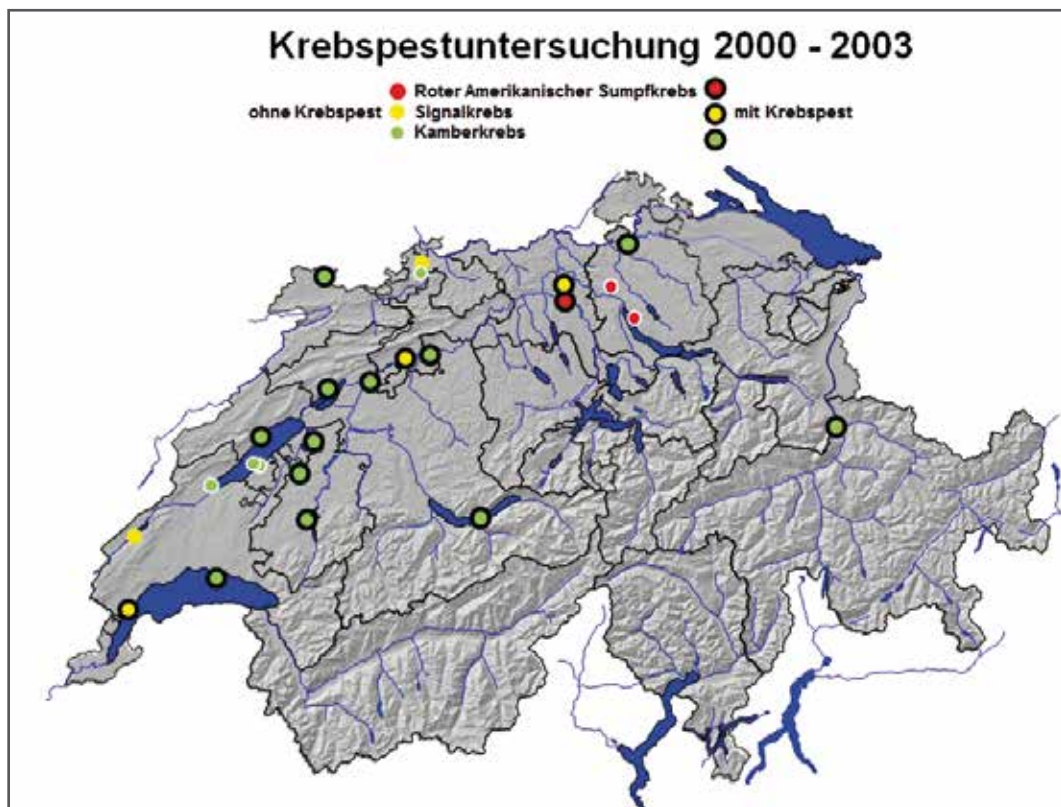 Krebspestuntersuchung 2000 - 2003
Roter Amerikanischer Sumpfkrebs
ohne Krebspest Signalkrebs mit Krebspest
Kamberkrebs